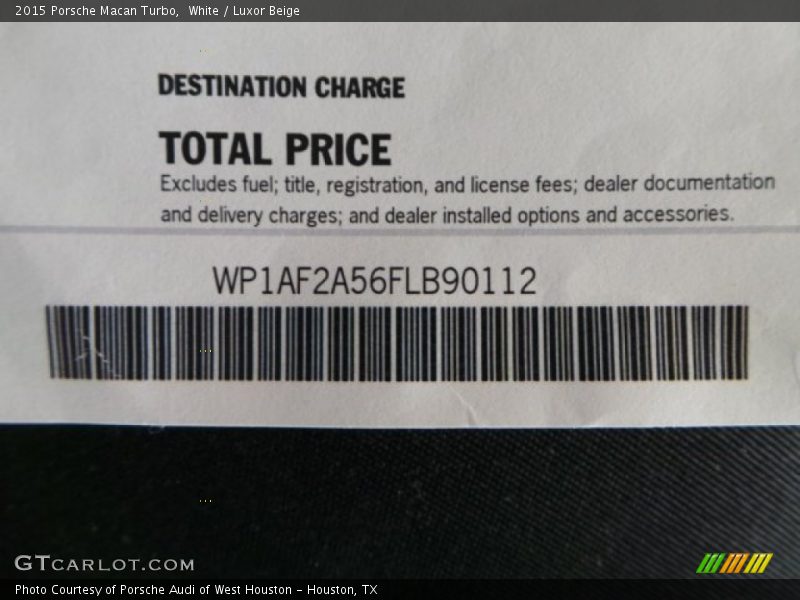 2015 Porsche Macan Turbo,  White / Luxor Beige
DESTINATION CHARGE
TOTAL PRICE
Excludes fuel; title, registration, and license fees; dealer documentation
and delivery charges; and dealer installed options and accessories.
WP1AF2A56FLB90112
GTCARLOT.COM
Photo Courtesy of Porsche Audi of West Houston - Houston, TX